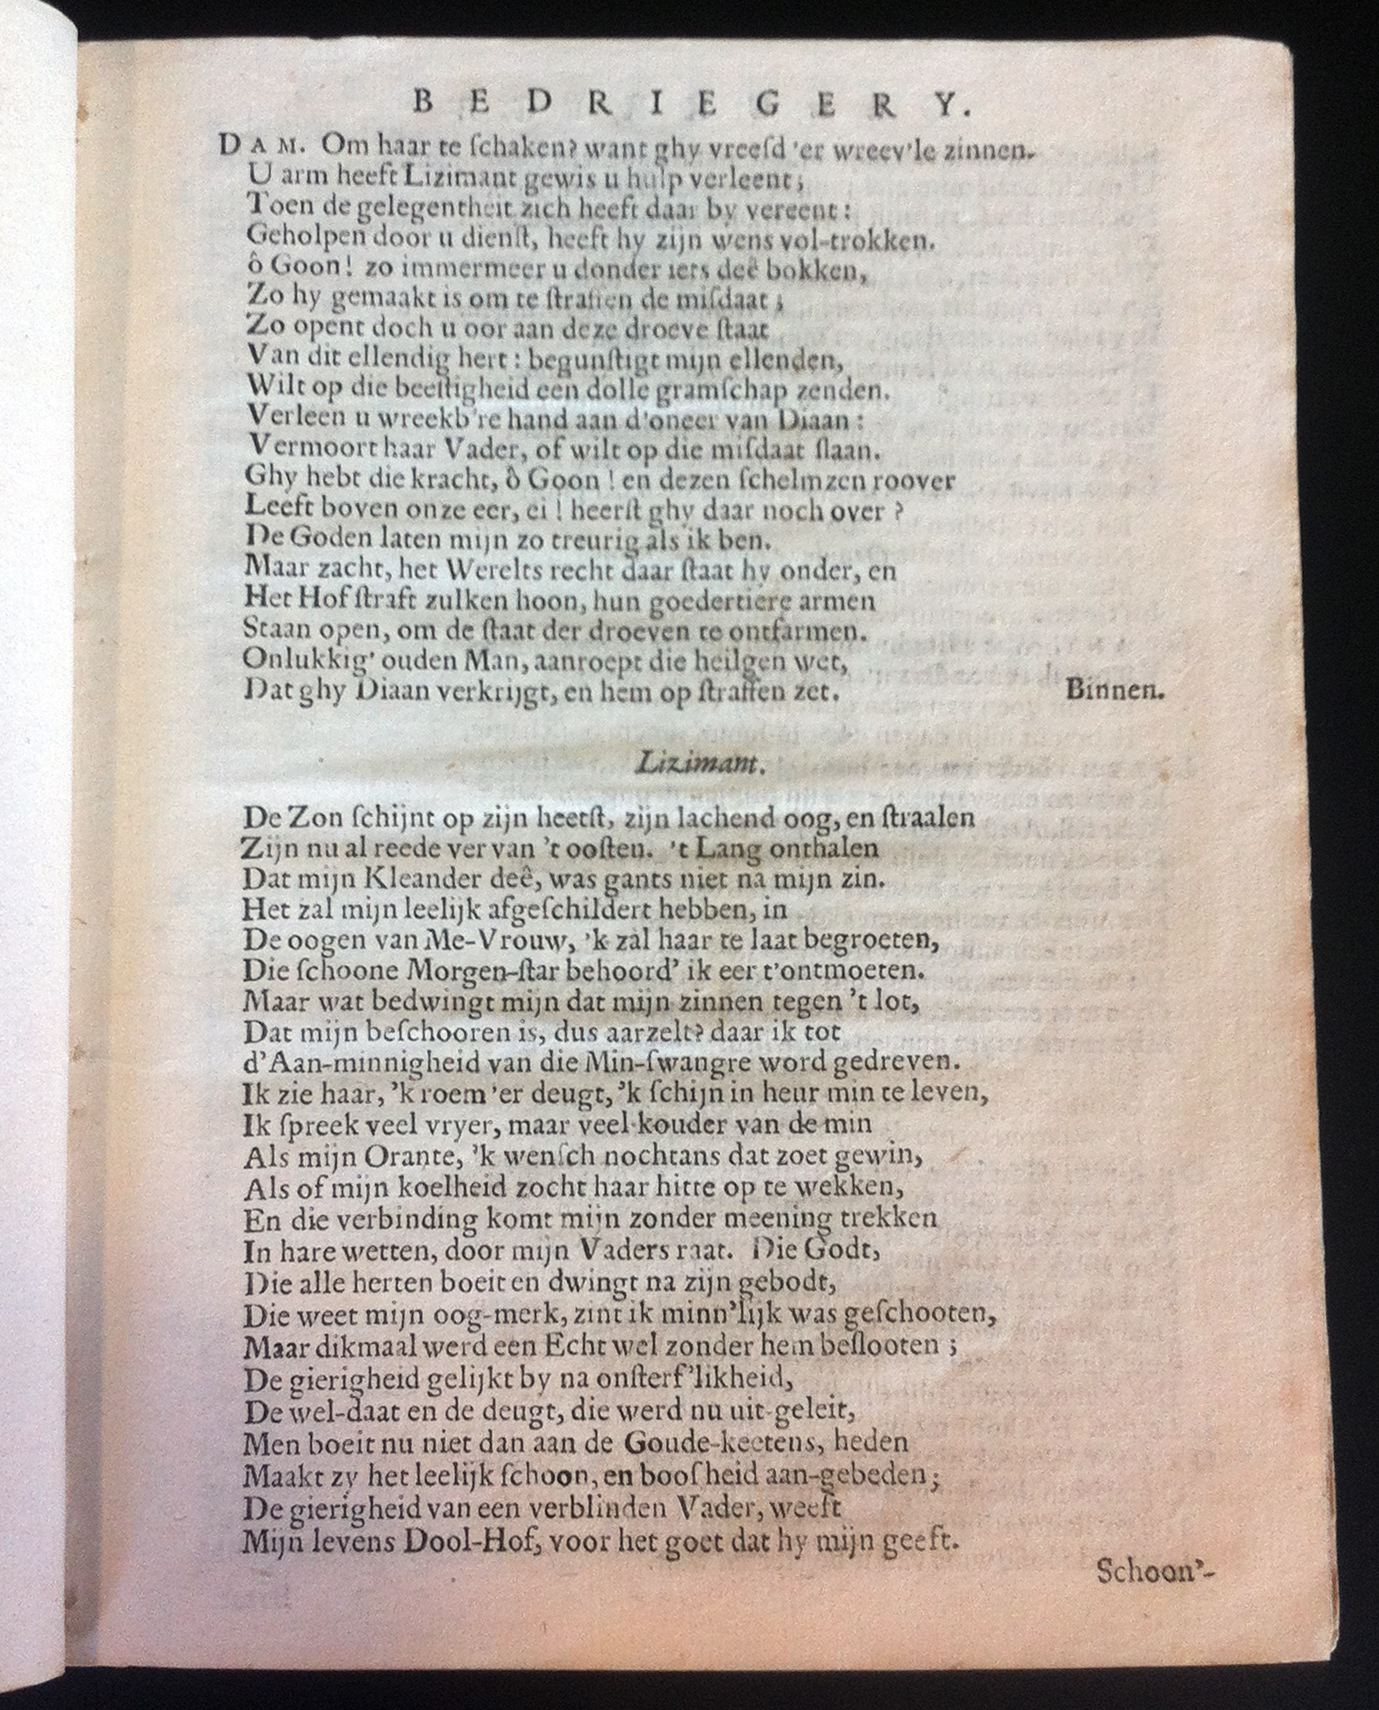 BEDRIEGERY.
DAM. Om haar te ſchaken? want ghy vreeſd 'er wreev'le zinnen.
U arm heeft Lizimant gewis u hulp verleent;
Toen de gelegentheit zich heeft daar by vereent:
Geholpen door u dienſt, heeft hy zijn wens vol-trokken.
ô Goon! zo immermeer u donder iets deê bokken,
Zo hy gemaakt is om te ſtraffen de miſdaat;
Zo opent doch u oor aan deze droeve ſtaat
Van dit ellendig hert: begunſtigt mijn ellenden,
Wilt op die beeſtigheid een dolle gramſchap zenden.
Verleen u wreekb're hand aan d'oneer van Diaan:
Vermoort haar Vader, of wilt op die miſdaat ſlaan.
Ghy hebt die kracht, ô Goon! en dezen ſchelmzen roover
Leeft boven onze eer, ei! heerſt ghy daar noch over?
De Goden laten mijn zo treurig als ik ben.
Maar zacht, het Werelts recht daar ſtaat hy onder, en
Het Hof ſtraft zulken hoon, hun goedertiere armen
Staan open, om de ſtaat der droeven te ontfarmen.
Onlukkig' ouden Man, aanroept die heilgen wet,
Dat ghy Diaan verkrijgt, en hem op ſtraffen zet. Binnen.
Lizimant.
De Zon ſchijnt op zijn heetſt, zijn lachend oog, en ſtraalen
Zijn nu al reede ver van 't ooſten. 't Lang onthalen
Dat mijn Kleander deê, was gants niet na mijn zin.
Het zal mijn leelijk afgeſchildert hebben, in
De oogen van Me-Vrouw, 'k zal haar te laat begroeten,
Die ſchoone Morgen-ſtar behoord' ik eer t'ontmoeten.
Maar wat bedwingt mijn dat mijn zinnen tegen 't lot,
Dat mijn beſchooren is, dus aarzelt? daar ik tot
d'Aan-minnigheid van die Min-ſwangre word gedreven.
Ik zie haar, 'k roem 'er deugt, 'k ſchijn in heur min te leven,
Ik ſpreek veel vryer, maar veel kouder van de min
Als mijn Orante, 'k wenſch nochtans dat zoet gewin,
Als of mijn koelheid zocht haar hitte op te wekken,
En die verbinding komt mijn zonder meening trekken
In hare wetten, door mijn Vaders raat. Die Godt,
Die alle herten boeit en dwingt na zijn gebodt,
Die weet mijn oog-merk, zint ik minn'lijk was geſchooten,
Maar dikmaal werd een Echt wel zonder hem beſlooten;
De gierigheid gelijkt by na onſterf'likheid,
De wel-daat en de deugt, die werd nu uit-geleit,
Men boeit nu niet dan aan de Goude-keetens, heden
Maakt zy het leelijk ſchoon, en booſheid aan-gebeden;
De gierigheid van een verblinden Vader, weeft
Mijn levens Dool-Hof, voor het goet dat hy mijn geeft.
Schoon'-